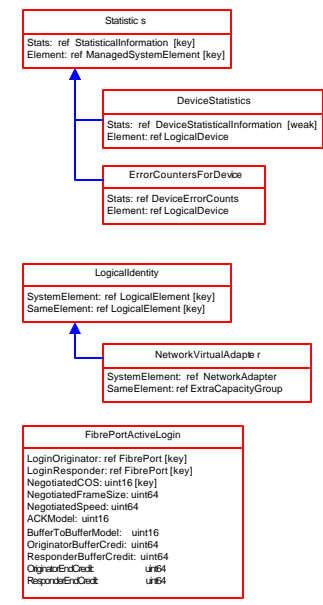 Statistic s
Stats: ref StatisticalInformation [key]
Element: ref ManagedSystemElement [key]
DeviceStatistics
Stats: ref DeviceStatisticalInformation [weak]
Element: ref LogicalDevice
ErrorCountersForDevice
Stats: ref DeviceErrorCounts
Element: ref LogicalDevice
LogicalIdentity
SystemElement: ref LogicalElement [key]
SameElement: ref LogicalElement [key]
NetworkVirtualAdapte r
SystemElement: ref NetworkAdapter
SameElement: ref ExtraCapacityGroup
FibrePortActiveLogin
LoginOriginator: ref FibrePort [key]
LoginResponder: ref FibrePort [key]
NegotiatedCOS: uint16 [key]
NegotiatedFrameSize: uint64
NegotiatedSpeed: uint64
ACKModel: uint16
BufferToBufferModel: uint16
OriginatorBufferCredi: uint64
ResponderBufferCredit: uint64
OriginatorEndCredit: uint64
ResponderEndCredit: uint64